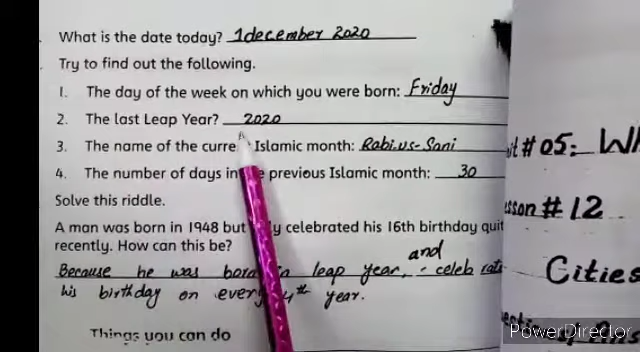 What is the date today? 1 december 2020
Try to find out the following.
1. The day of the week on which you were born: Friday
2. The last Leap Year? 2020
3. The name of the curre Islamic month: Rabi-us-Sani
4. The number of days in previous Islamic month: 30
Solve this riddle.
A man was born in 1948 but celebrated his 16th birthday quit
recently. How can this be?
Because he was born leap year, and celeb rate
his birthday on every 4th year.
Things you can do
it # 05: Wh
sson # 12
Cities
PowerDirector